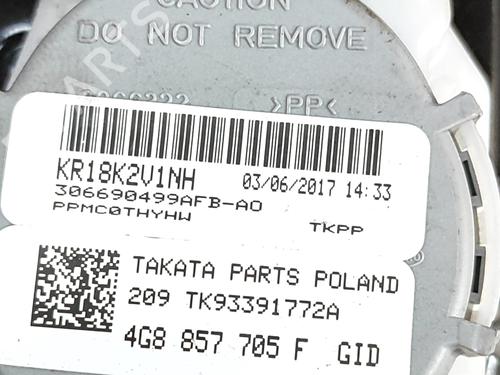 CAUTION
DO NOT REMOVE
>PP<
KR18K2V1NH 03/06/2017 14:33
306690499AFB-AO
PPMC0THYHW TKPP
TAKATA PARTS POLAND
209 TK93391772A
4G8 857 705 F GID